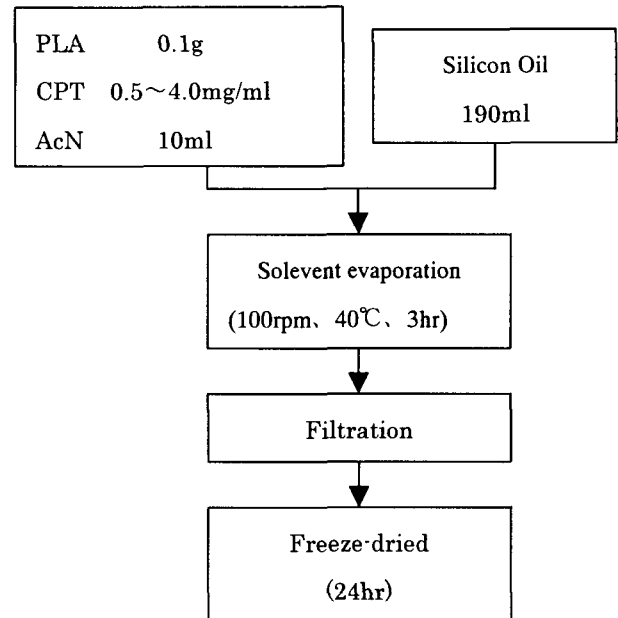 PLA 0.1g
CPT 0.5~4.0mg/ml
AcN 10ml
Silicon Oil
190ml
Solevent evaporation
(100rpm、40℃、3hr)
Filtration
Freeze-dried
(24hr)